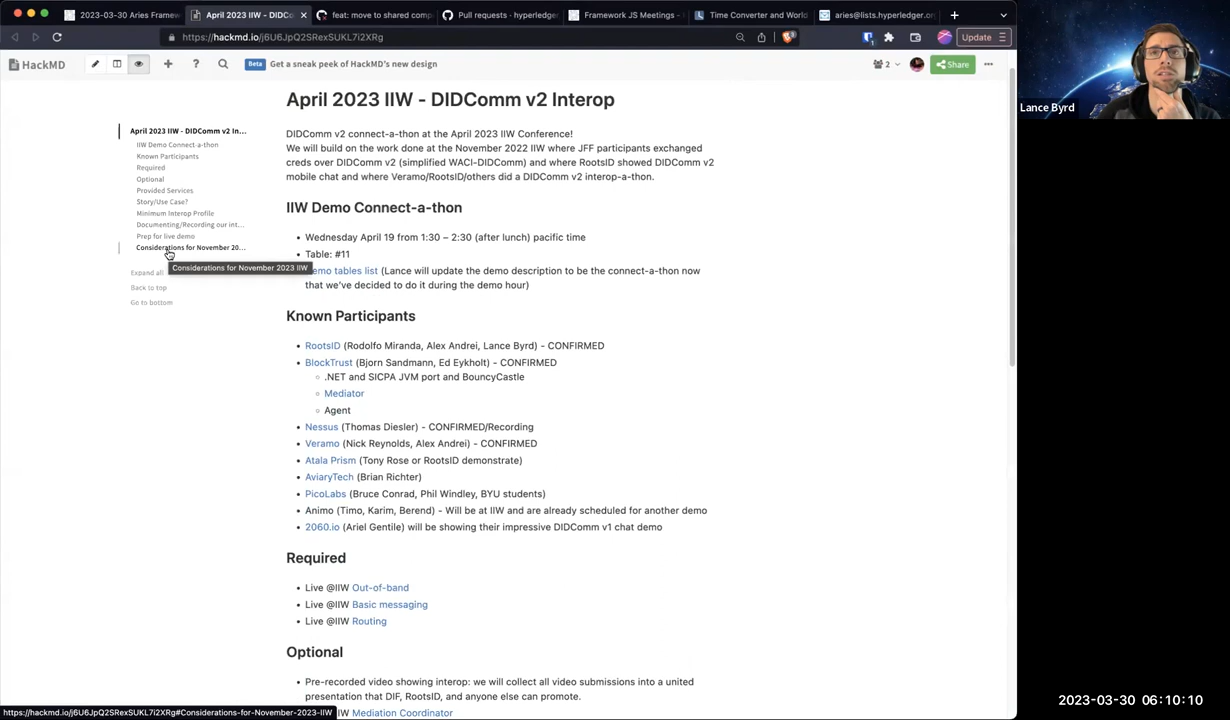 2023-03-30 Aries Framew
April 2023 IIW - DIDComm v2
feat: move to shared comp
Pull requests · hyperledger
Framework JS Meetings -
Time Converter and World
aries@lists.hyperledger.or
https://hackmd.io/j6U6JpQ2SRexSUKL7i2XRg
Update
HackMD
Beta
Get a sneak peek of HackMD's new design
2
Share
Lance Byrd
April 2023 IIW - DIDComm v2 In...
IIW Demo Connect-a-thon
Known Participants
Required
Optional
Provided Services
Story/Use Case?
Minimum Interop Profile
Documenting/Recording our int...
Prep for live demo
Considerations for November 20...
Considerations for November 2023 IIW
Expand all
Back to top
Go to bottom
April 2023 IIW - DIDComm v2 Interop
DIDComm v2 connect-a-thon at the April 2023 IIW Conference!
We will build on the work done at the November 2022 IIW where JFF participants exchanged
creds over DIDComm v2 (simplified WACI-DIDComm) and where RootsID showed DIDComm v2
mobile chat and where Veramo/RootsID/others did a DIDComm v2 interop-a-thon.
IIW Demo Connect-a-thon
• Wednesday April 19 from 1:30 – 2:30 (after lunch) pacific time
• Table: #11
emo tables list (Lance will update the demo description to be the connect-a-thon now
that we've decided to do it during the demo hour)
Known Participants
• RootsID (Rodolfo Miranda, Alex Andrei, Lance Byrd) - CONFIRMED
• BlockTrust (Bjorn Sandmann, Ed Eykholt) - CONFIRMED
◦ .NET and SICPA JVM port and BouncyCastle
◦ Mediator
◦ Agent
• Nessus (Thomas Diesler) - CONFIRMED/Recording
• Veramo (Nick Reynolds, Alex Andrei) - CONFIRMED
• Atala Prism (Tony Rose or RootsID demonstrate)
• AviaryTech (Brian Richter)
• PicoLabs (Bruce Conrad, Phil Windley, BYU students)
• Animo (Timo, Karim, Berend) - Will be at IIW and are already scheduled for another demo
• 2060.io (Ariel Gentile) will be showing their impressive DIDComm v1 chat demo
Required
• Live @IIW Out-of-band
• Live @IIW Basic messaging
• Live @IIW Routing
Optional
• Pre-recorded video showing interop: we will collect all video submissions into a united
presentation that DIF, RootsID, and anyone else can promote.
IW Mediation Coordinator
https://hackmd.io/j6U6JpQ2SRexSUKL7i2XRg#Considerations-for-November-2023-IIW
2023-03-30 06:10:10